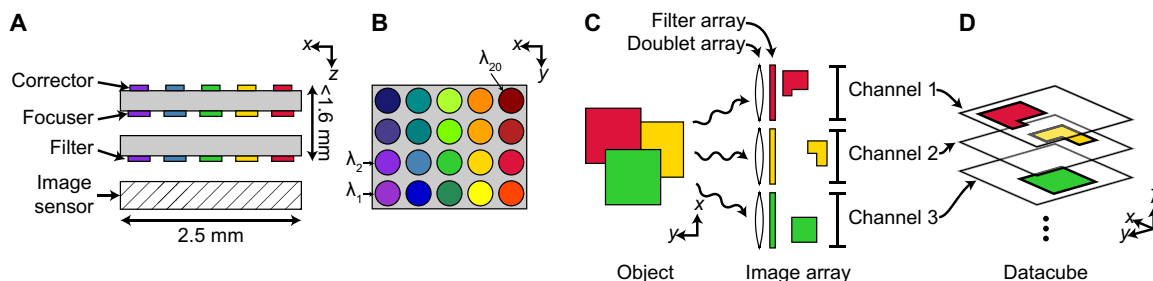 A
x
z
Corrector
Focuser
Filter
Image
sensor
<1.6 mm
2.5 mm
B
x
y
λ20
λ2
λ1
C
Filter array
Doublet array
Channel 1
Channel 2
Channel 3
x
y
Object
Image array
D
x
y
Datacube